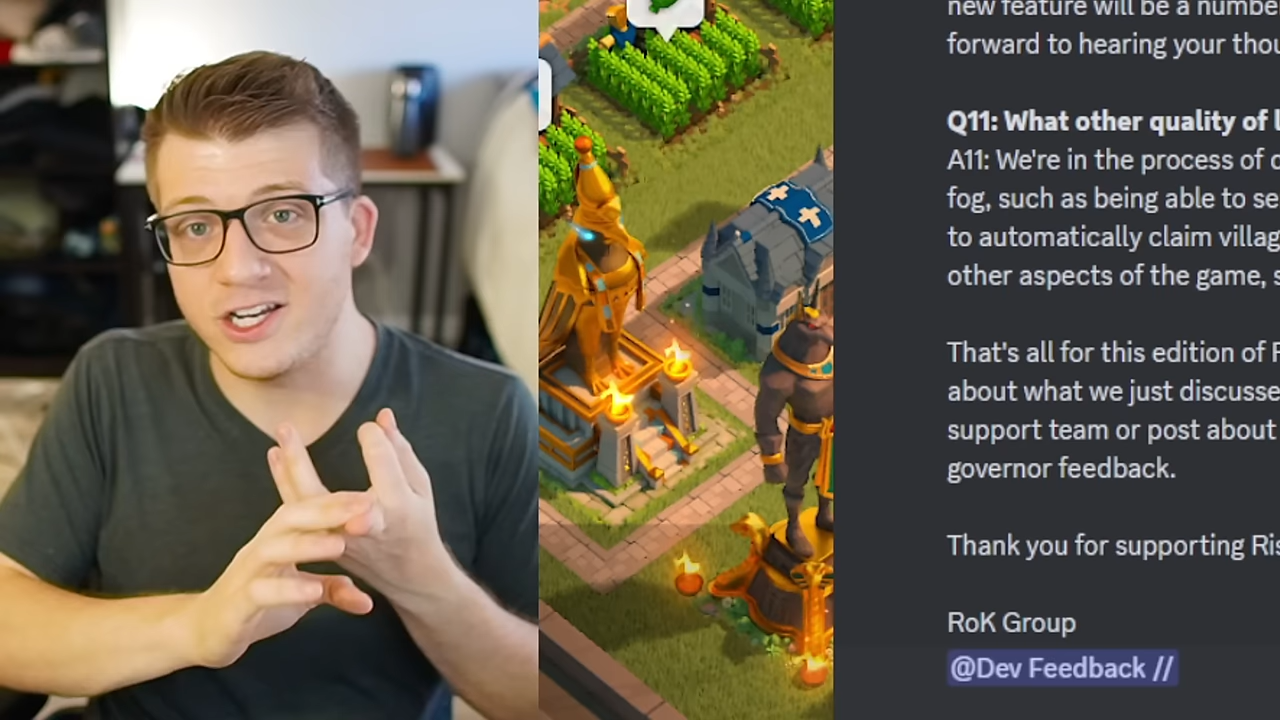 new feature will be a number
forward to hearing your thou
Q11: What other quality of l
A11: We're in the process of
fog, such as being able to se
to automatically claim villag
other aspects of the game, s
That's all for this edition of
about what we just discusse
support team or post about
governor feedback.
Thank you for supporting Ris
RoK Group
@Dev Feedback //